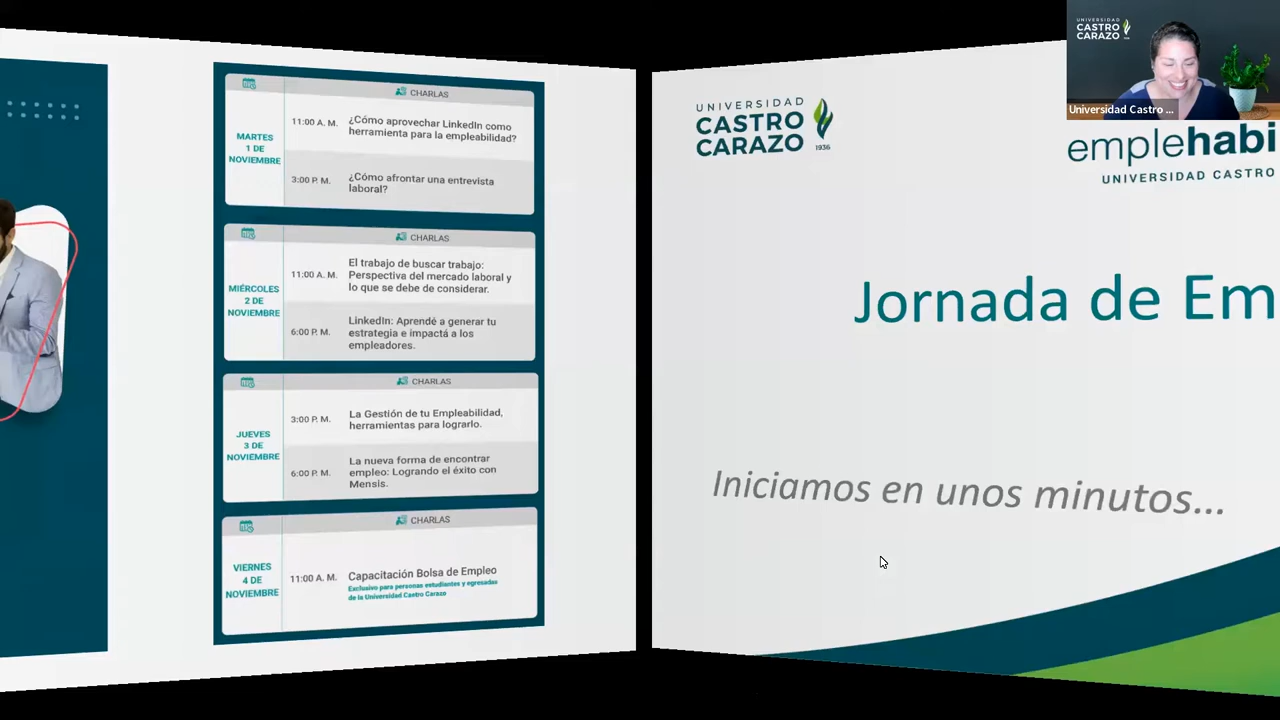 CHARLAS
MARTES
1 DE
NOVIEMBRE
11:00 A. M.
¿Cómo aprovechar LinkedIn como
herramienta para la empleabilidad?
3:00 P. M.
¿Cómo afrontar una entrevista
laboral?
CHARLAS
MIÉRCOLES
2 DE
NOVIEMBRE
11:00 A. M.
El trabajo de buscar trabajo:
Perspectiva del mercado laboral y
lo que se debe de considerar.
6:00 P. M.
LinkedIn: Aprendé a generar tu
estrategia e impactá a los
empleadores.
CHARLAS
JUEVES
3 DE
NOVIEMBRE
3:00 P. M.
La Gestión de tu Empleabilidad,
herramientas para lograrlo.
6:00 P. M.
La nueva forma de encontrar
empleo: Logrando el éxito con
Mensis.
CHARLAS
VIERNES
4 DE
NOVIEMBRE
11:00 A. M.
Capacitación Bolsa de Empleo
Exclusivo para personas estudiantes y egresadas
de la Universidad Castro Carazo
UNIVERSIDAD
CASTRO
CARAZO
1936
UNIVERSIDAD
CASTRO
CARAZO
Universidad Castro ...
emplehabi
UNIVERSIDAD CASTRO
Jornada de Em
Iniciamos en unos minutos...